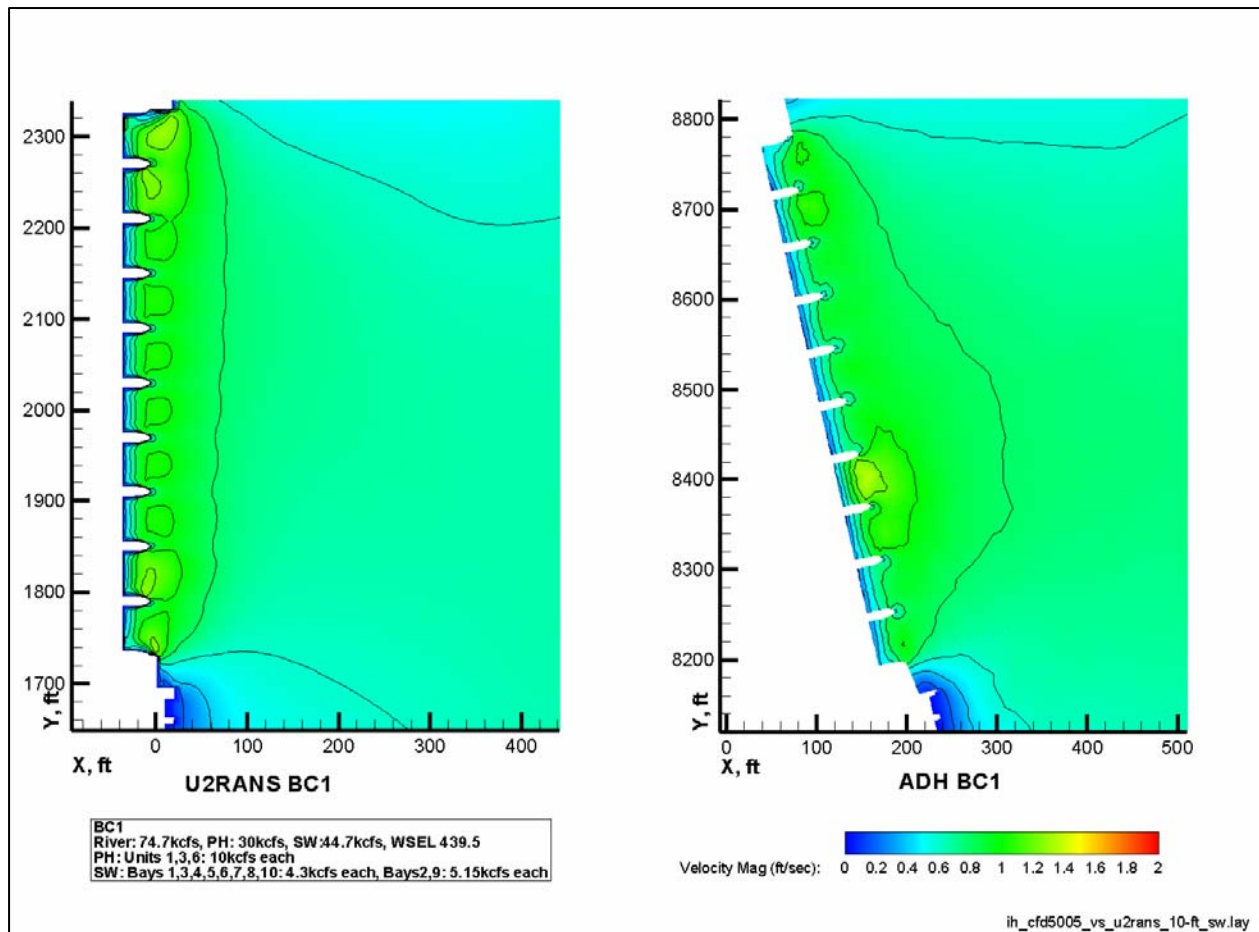 2300
2200
2100
2000
1900
1800
1700
Y, ft
0 100 200 300 400
X, ft
U2RANS BC1
8800
8700
8600
8500
8400
8300
8200
Y, ft
0 100 200 300 400 500
X, ft
ADH BC1
BC1
River: 74.7kcfs, PH: 30kcfs, SW:44.7kcfs, WSEL 439.5
PH: Units 1,3,6: 10kcfs each
SW: Bays 1,3,4,5,6,7,8,10: 4.3kcfs each, Bays2,9: 5.15kcfs each
Velocity Mag (ft/sec): 0 0.2 0.4 0.6 0.8 1 1.2 1.4 1.6 1.8 2
ih_cfd5005_vs_u2rans_10-ft_sw.lay